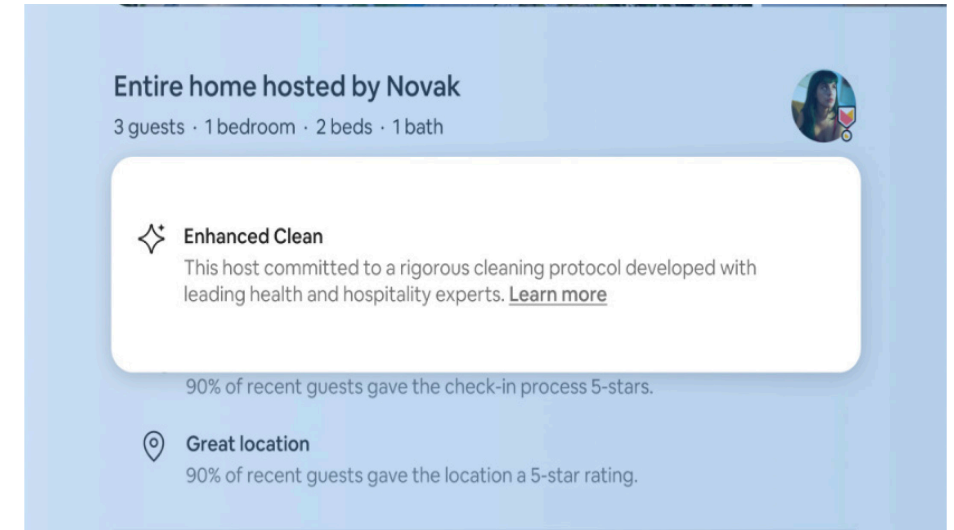 Entire home hosted by Novak
3 guests · 1 bedroom · 2 beds · 1 bath
Enhanced Clean
This host committed to a rigorous cleaning protocol developed with
leading health and hospitality experts. Learn more
90% of recent guests gave the check-in process 5-stars.
Great location
90% of recent guests gave the location a 5-star rating.